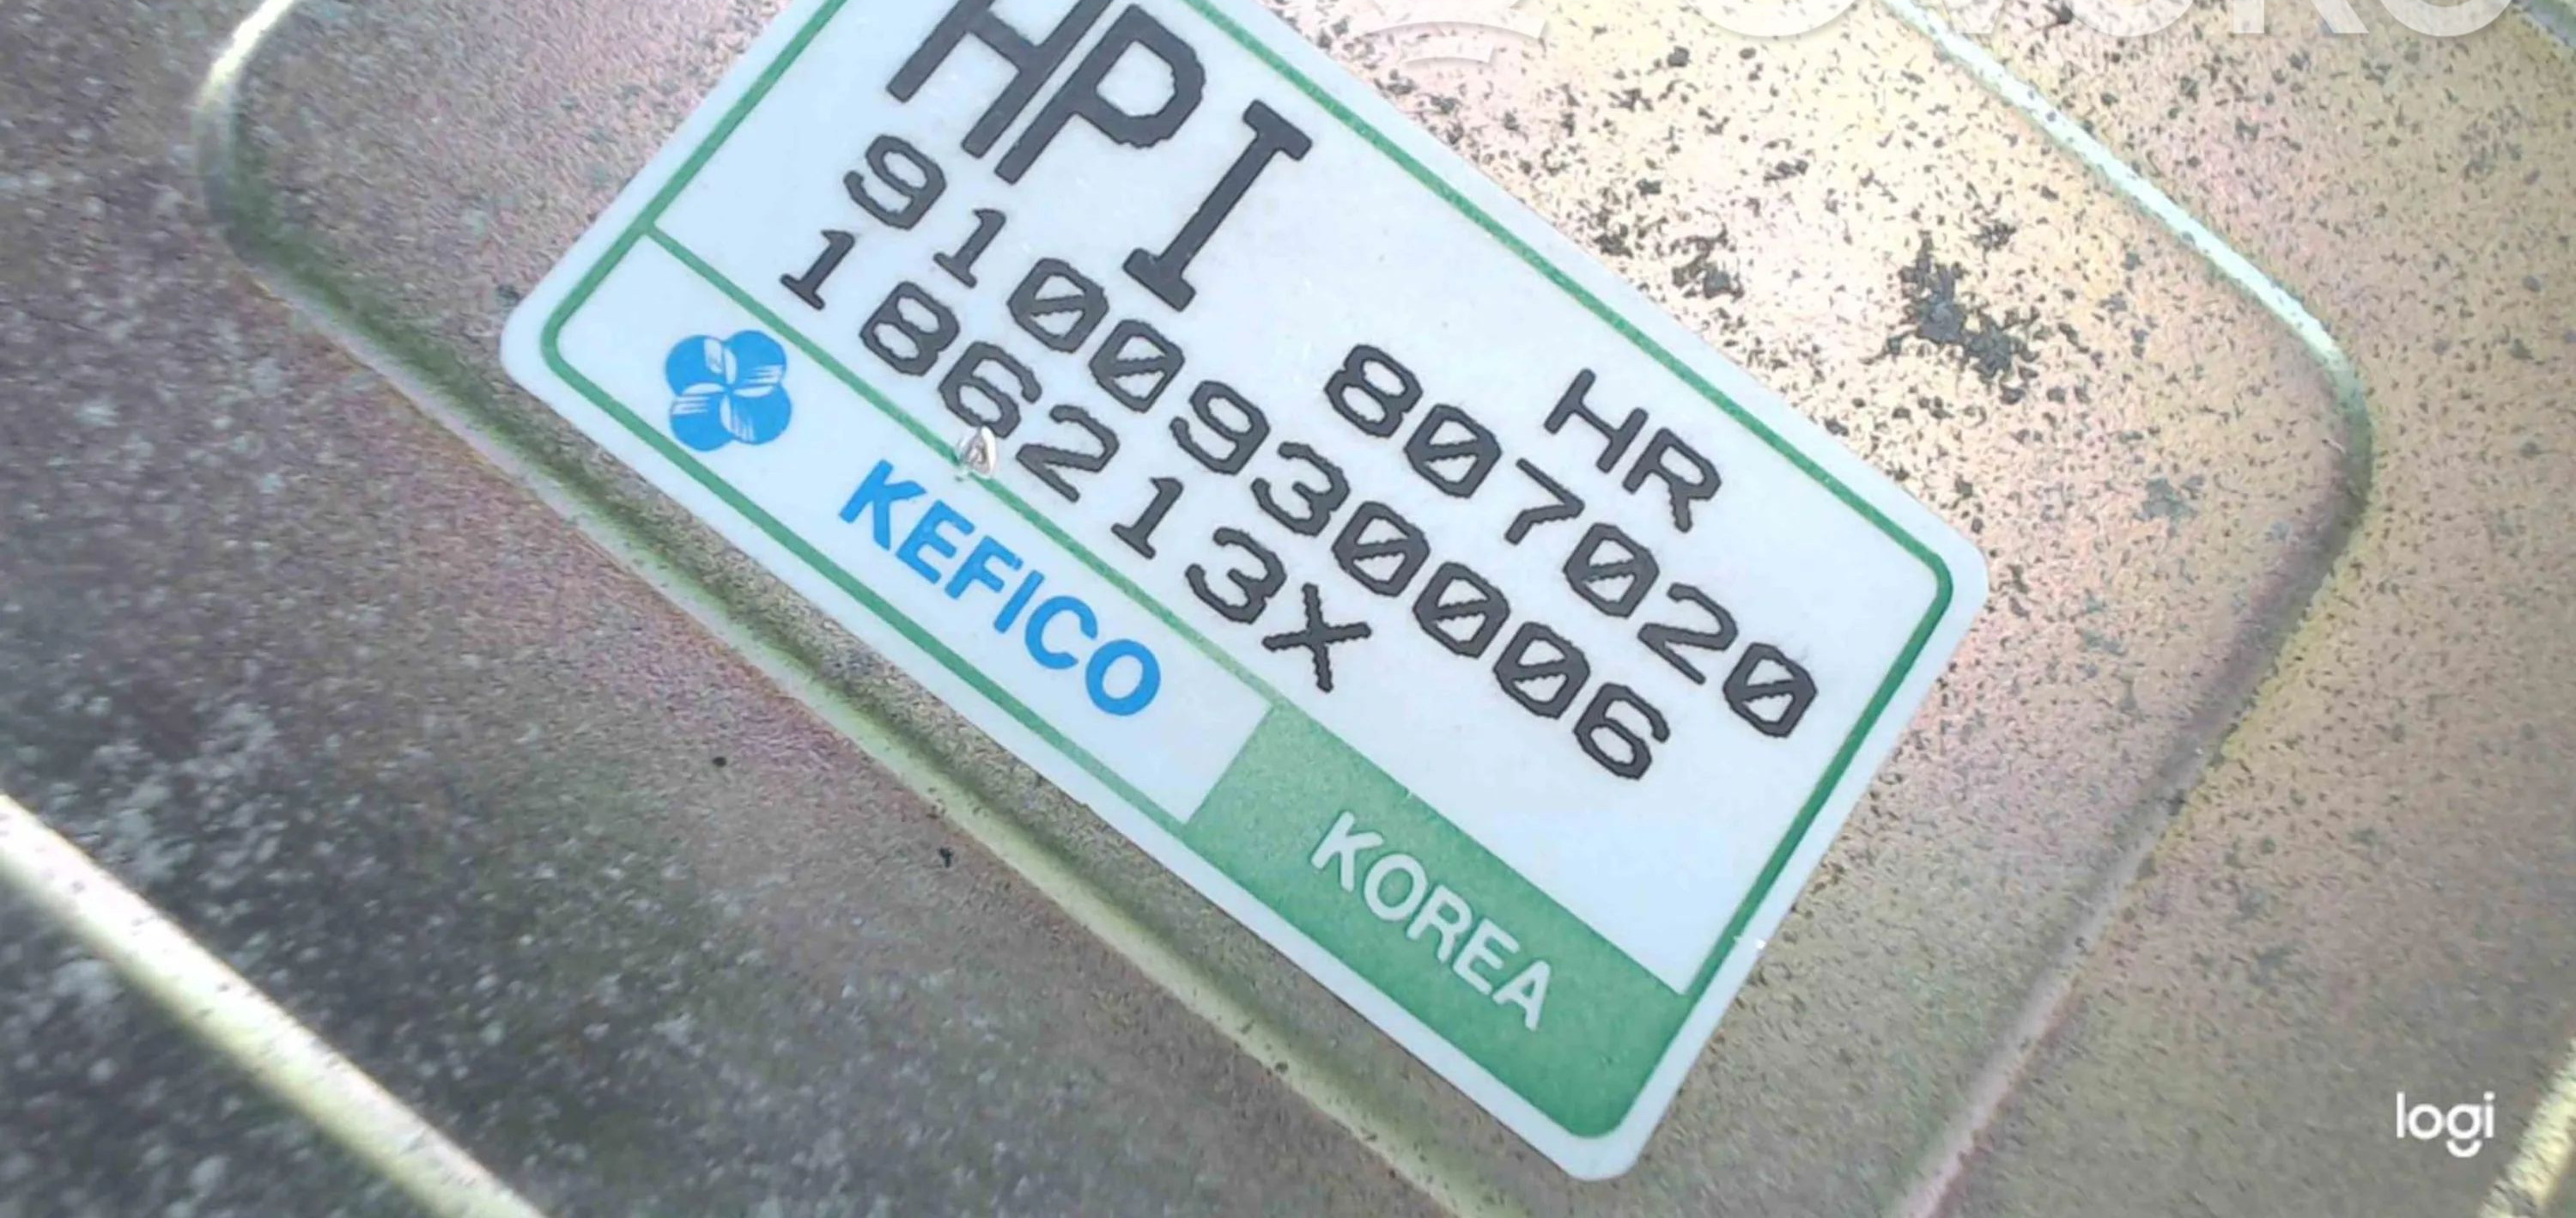 HPI HR
807020
9100930006
186213X
KEFICO
KOREA
logi